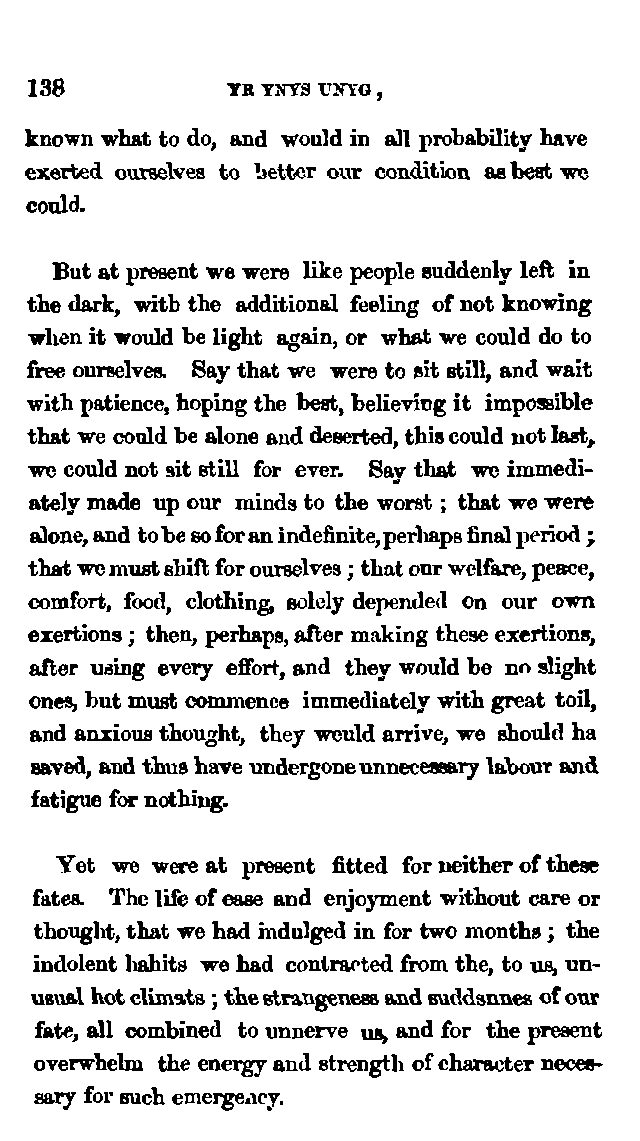 138 YR YNYS UNYG,
known what to do, and would in all probability have
exerted ourselves to better our condition as best we
could.
But at present we were like people suddenly left in
the dark, with the additional feeling of not knowing
when it would be light again, or what we could do to
free ourselves. Say that we were to sit still, and wait
with patience, hoping the best, believing it impossible
that we could be alone and deserted, this could not last,
we could not sit still for ever. Say that we immedi-
ately made up our minds to the worst ; that we were
alone, and to be so for an indefinite, perhaps final period ;
that we must shift for ourselves ; that our welfare, peace,
comfort, food, clothing, solely depended on our own
exertions ; then, perhaps, after making these exertions,
after using every effort, and they would be no slight
ones, but must commence immediately with great toil,
and anxious thought, they would arrive, we should ha
saved, and thus have undergone unnecessary labour and
fatigue for nothing.
Yet we were at present fitted for neither of these
fates. The life of ease and enjoyment without care or
thought, that we had indulged in for two months ; the
indolent habits we had contracted from the, to us, un-
usual hot climats ; the strangeness and suddsnnes of our
fate, all combined to unnerve us, and for the present
overwhelm the energy and strength of character neces-
sary for such emergency.